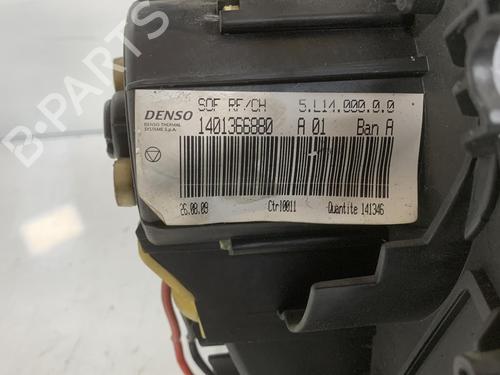 SOF RF/CH 5.L14.000.0.0
DENSO
DENSO THERMAL
SYSTEMS S.p.A.
1401366880 A 01 Ban A
26.08.09 Ctrl0011 Quantite 141346
B-PARTS